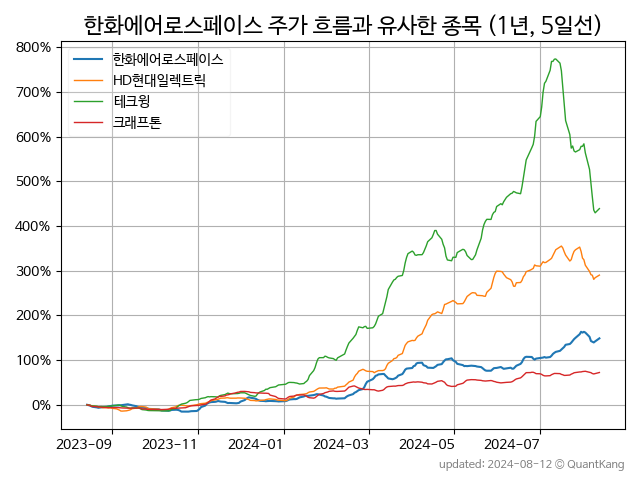 한화에어로스페이스 주가 흐름과 유사한 종목 (1년, 5일선)
한화에어로스페이스
HD현대일렉트릭
테크윙
크래프톤
800%
700%
600%
500%
400%
300%
200%
100%
0%
2023-09 2023-11 2024-01 2024-03 2024-05 2024-07
updated: 2024-08-12 © QuantKang